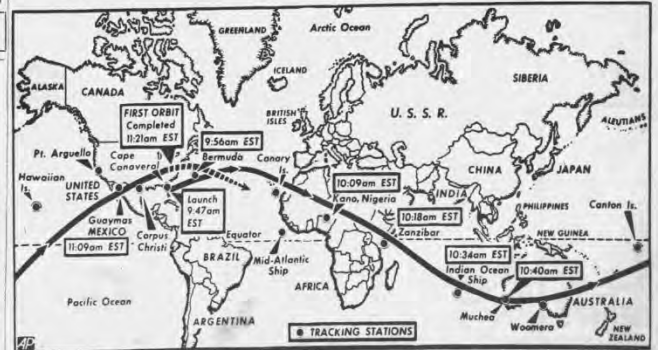 Arctic Ocean
GREENLAND
ICELAND
ALASKA
CANADA
SIBERIA
U. S. S. R.
ALEUTIANS
BRITISH
ISLES
FIRST ORBIT
Completed
11:21am EST
9:56am EST
Bermuda
Pt. Arguello
Cape
Canaveral
Canary
Is.
CHINA
JAPAN
Hawaiian
Is.
UNITED
STATES
10:09am EST
Kano, Nigeria
INDIA
Launch
9:47am
EST
10:18am EST
PHILIPPINES
Canton Is.
Guaymas
MEXICO
11:09am EST
Corpus
Christi
Equator
Zanzibar
NEW GUINEA
BRAZIL
Mid-Atlantic
Ship
10:34am EST
Indian Ocean
Ship
10:40am EST
Pacific Ocean
AFRICA
AUSTRALIA
Muchea
Woomera
ARGENTINA
TRACKING STATIONS
NEW
ZEALAND
AP